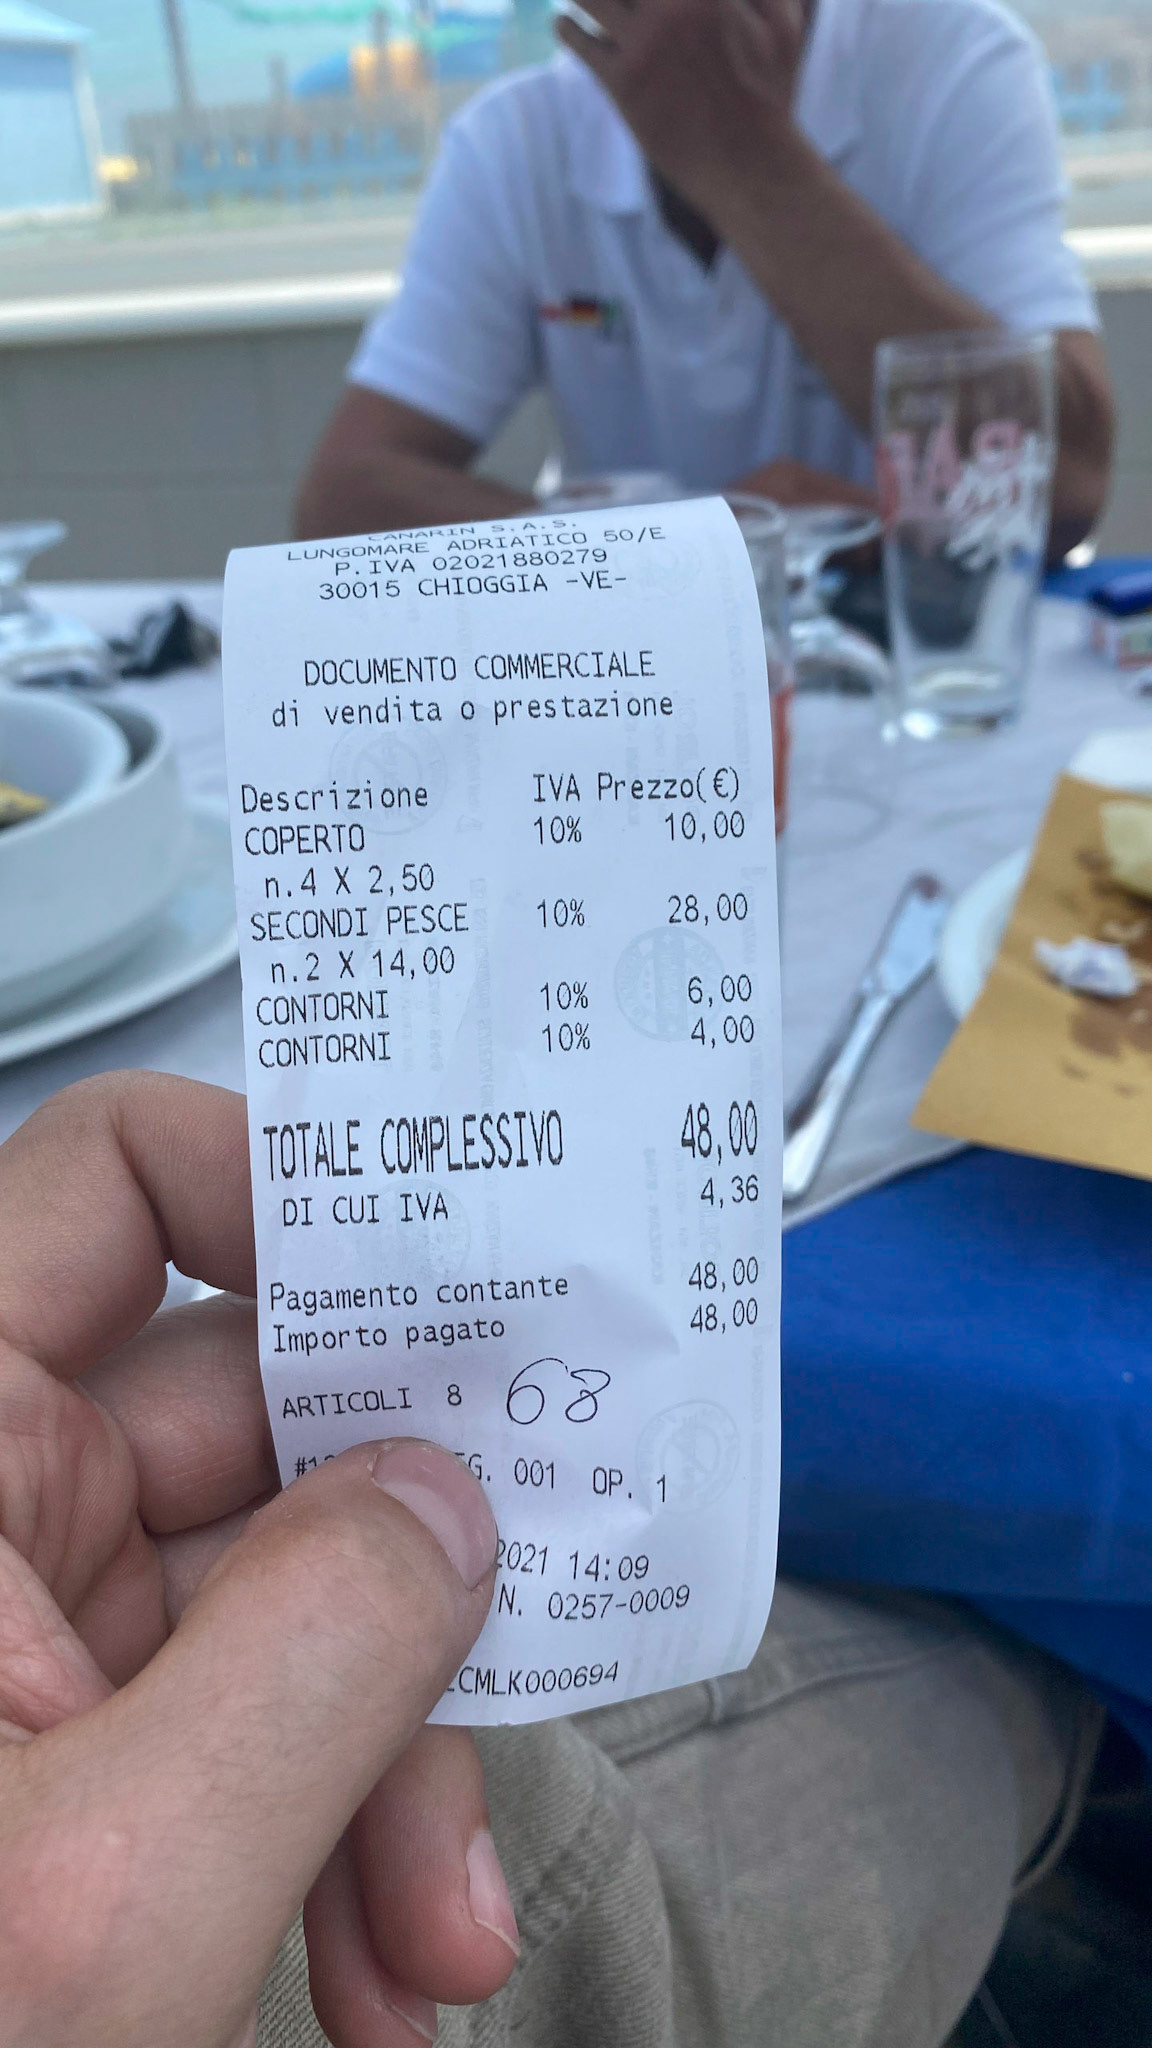 CANARIN S.A.S.
LUNGOMARE ADRIATICO 50/E
P.IVA 02021880279
30015 CHIOGGIA -VE-
DOCUMENTO COMMERCIALE
di vendita o prestazione
Descrizione IVA Prezzo(€)
COPERTO 10% 10,00
n.4 X 2,50
SECONDI PESCE 10% 28,00
n.2 X 14,00
CONTORNI 10% 6,00
CONTORNI 10% 4,00
TOTALE COMPLESSIVO 48,00
DI CUI IVA 4,36
Pagamento contante 48,00
Importo pagato 48,00
ARTICOLI 8 68
001 OP. 1
2021 14:09
N. 0257-0009
CMLK000694